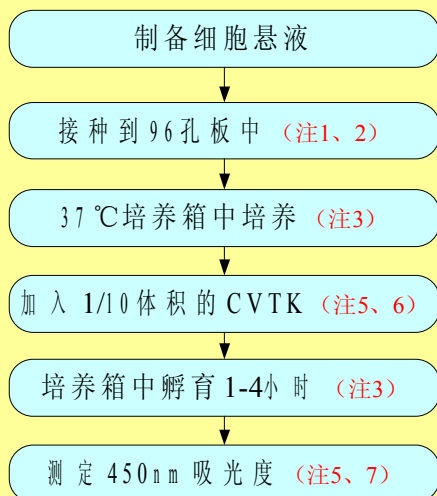 制备细胞悬液
接种到96孔板中（注1、2）
37℃培养箱中培养（注3）
加入1/10体积的CVTK（注5、6）
培养箱中孵育1-4小时（注3）
测定450nm吸光度（注5、7）